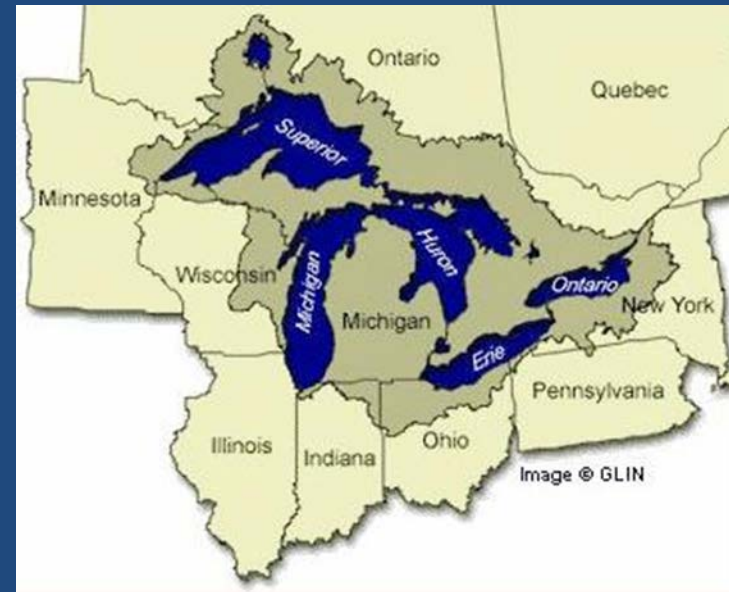 Ontario
Quebec
Superior
Minnesota
Huron
Wisconsin
Michigan
Michigan
Ontario
New York
Erie
Pennsylvania
Illinois
Indiana
Ohio
Image © GLIN